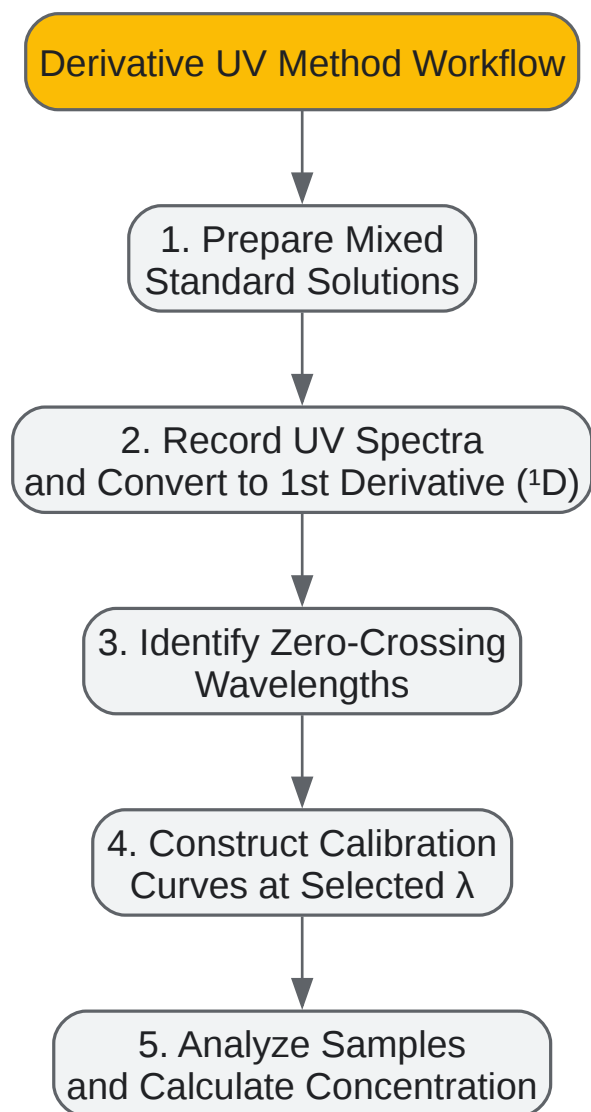 Derivative UV Method Workflow
1. Prepare Mixed
Standard Solutions
2. Record UV Spectra
and Convert to 1st Derivative (¹D)
3. Identify Zero-Crossing
Wavelengths
4. Construct Calibration
Curves at Selected λ
5. Analyze Samples
and Calculate Concentration